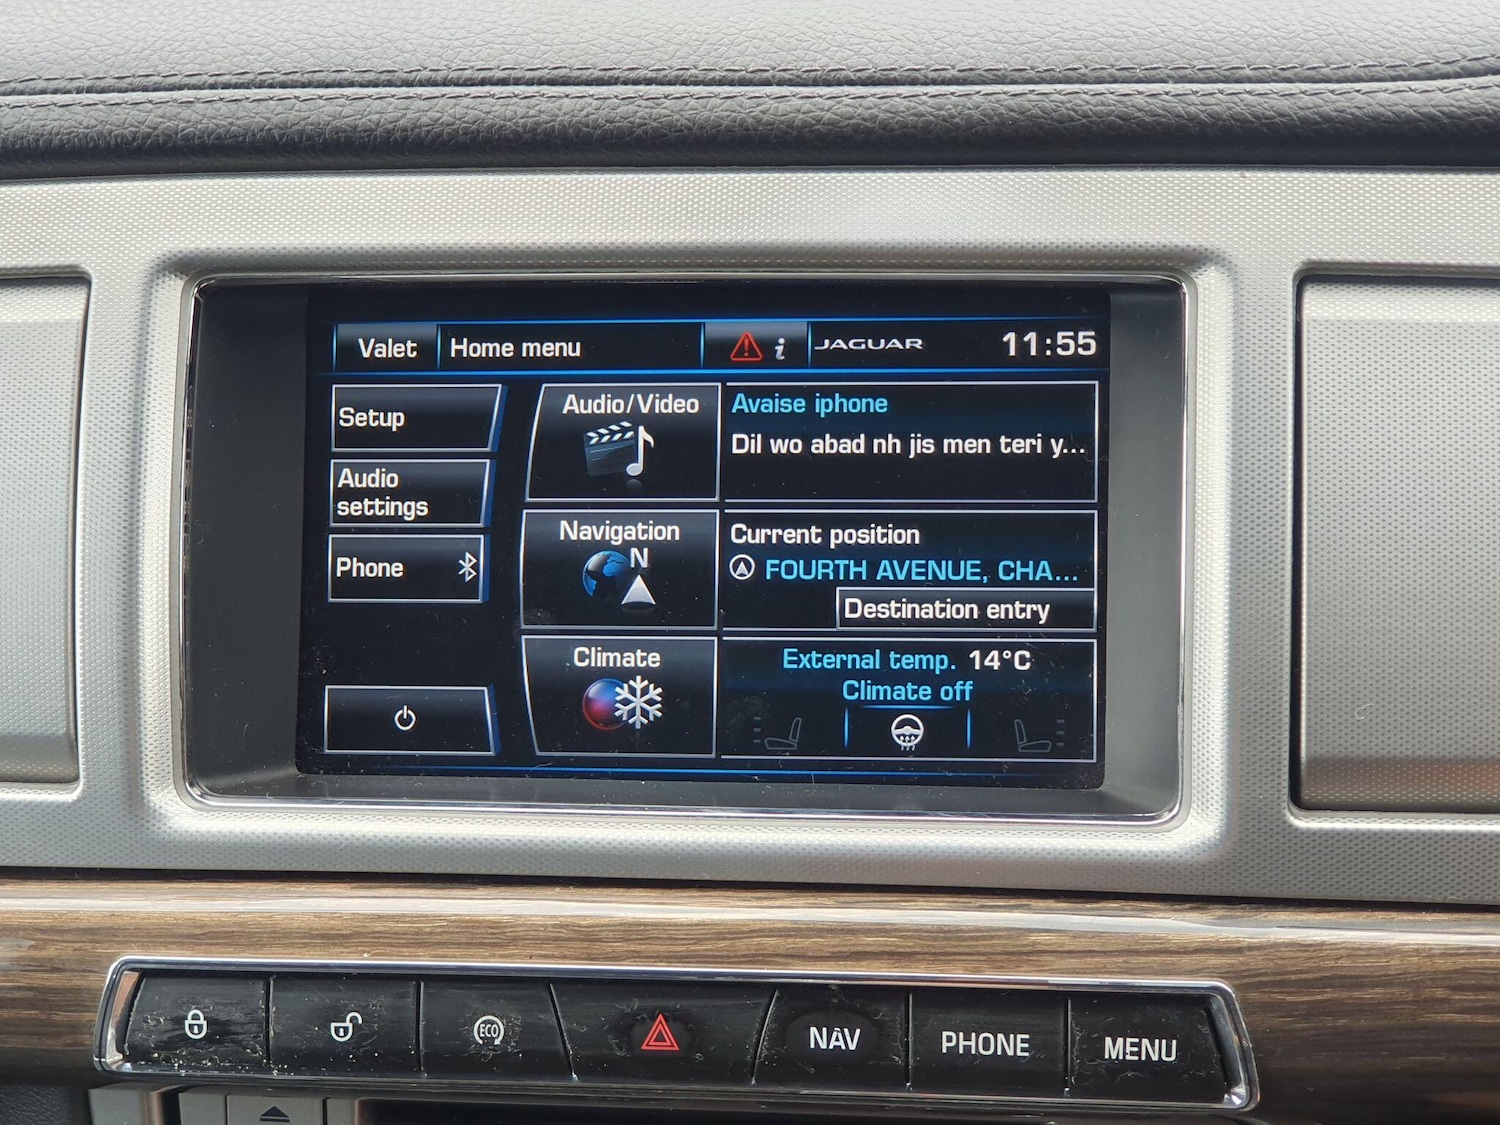 Valet
Home menu
i
JAGUAR
11:55
Setup
Audio
settings
Phone
Audio/Video
Avaise iphone
Dil wo abad nh jis men teri y...
Navigation
N
Current position
FOURTH AVENUE, CHA...
Destination entry
Climate
External temp. 14°C
Climate off
ECO
NAV
PHONE
MENU